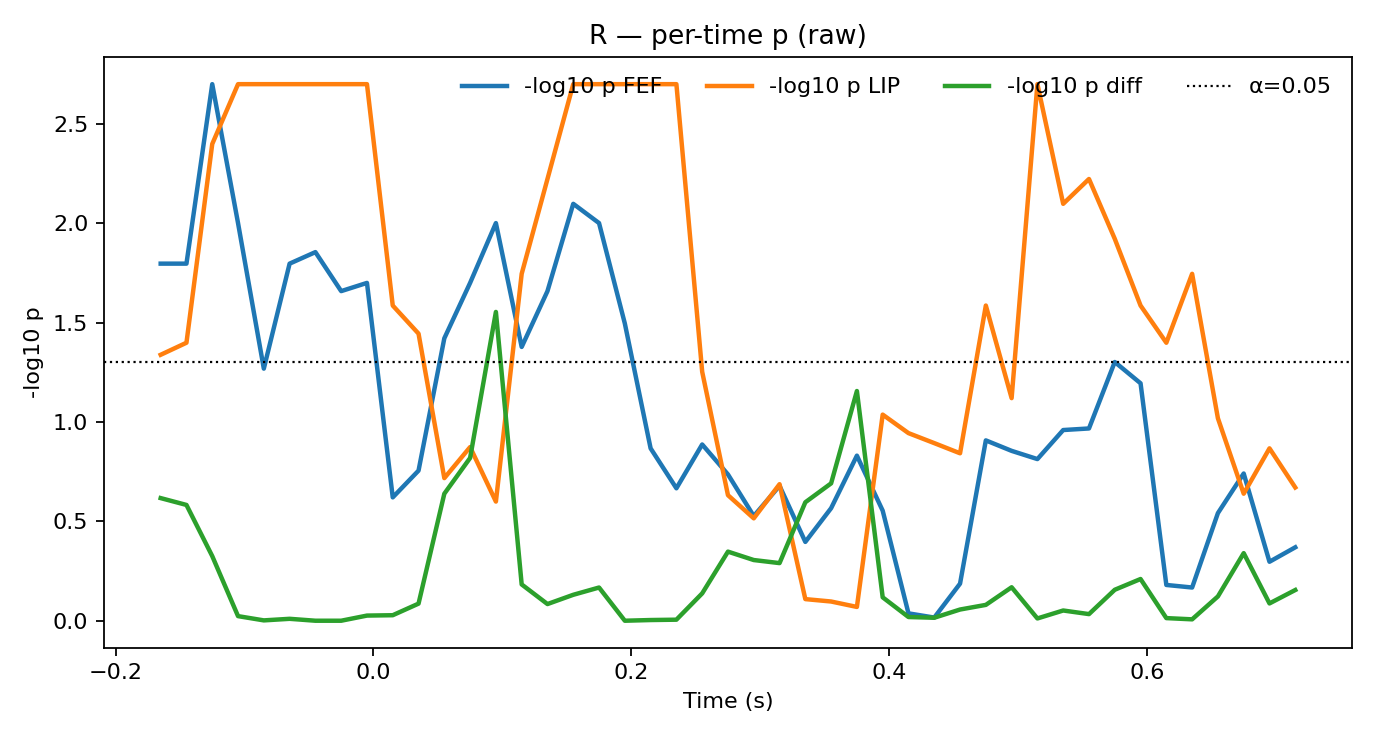 R — per-time p (raw)
-log10 p FEF -log10 p LIP -log10 p diff α=0.05
-log10 p
2.5
2.0
1.5
1.0
0.5
0.0
−0.2 0.0 0.2 0.4 0.6
Time (s)